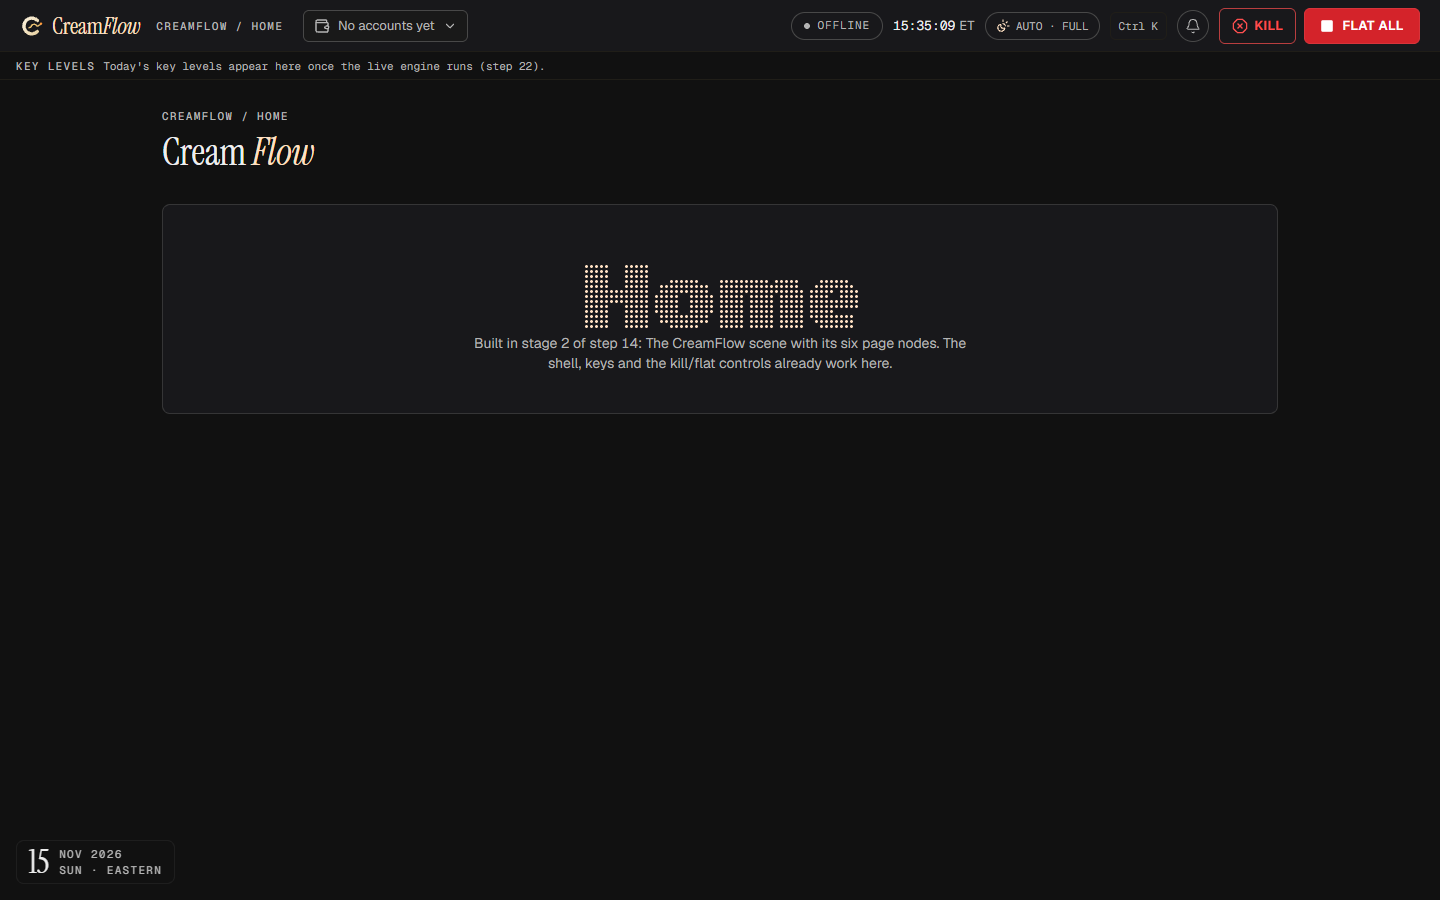 CreamFlow CREAMFLOW / HOME No accounts yet OFFLINE 15:35:09 ET AUTO · FULL Ctrl K KILL FLAT ALL
KEY LEVELS Today's key levels appear here once the live engine runs (step 22).
CREAMFLOW / HOME
Cream Flow
Home
Built in stage 2 of step 14: The CreamFlow scene with its six page nodes. The
shell, keys and the kill/flat controls already work here.
15 NOV 2026
SUN · EASTERN